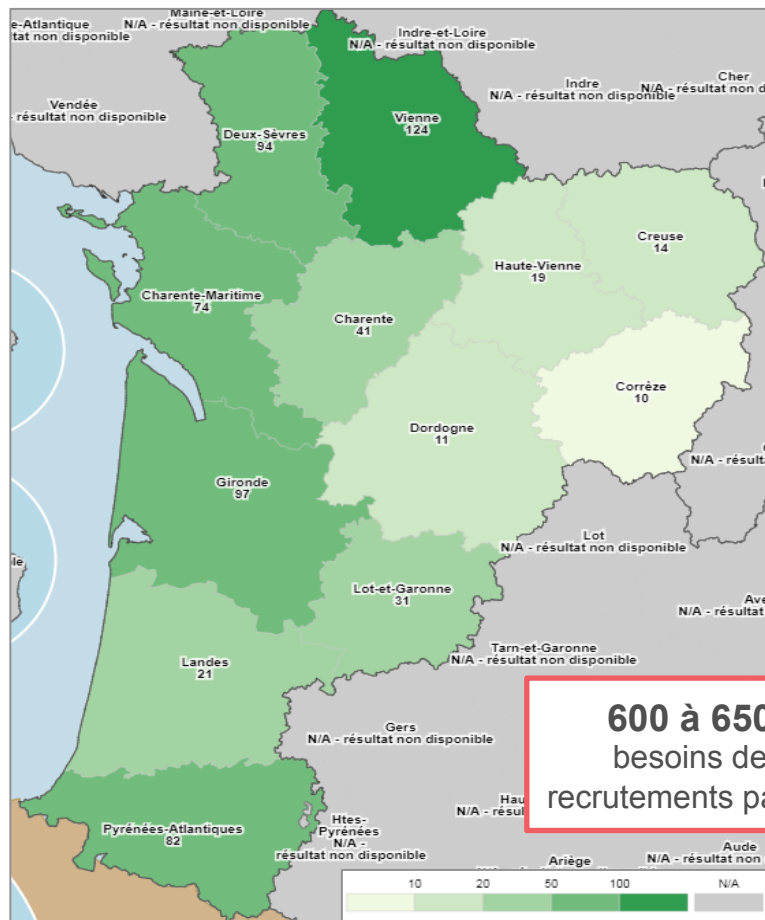 Maine-et-Loire
N/A - résultat non disponible
e-Atlantique
ltat non disponible
Indre-et-Loire
N/A - résultat non disponible
Cher
Indre
N/A - résultat non disponible
Vendée
- résultat non disponible
Vienne
124
Deux-Sèvres
94
Creuse
14
Haute-Vienne
19
Charente-Maritime
74
Charente
41
Corrèze
10
Dordogne
11
N/A - résulta
Gironde
97
Lot
N/A - résultat non disponible
Lot-et-Garonne
31
Ave
N/A - résultat
Tarn-et-Garonne
N/A - résultat non disponible
Landes
21
600 à 650
besoins de
recrutements pa
Gers
N/A - résultat non disponible
Hau
N/A - résul
Htes-
Pyrénées
N/A -
résultat non disponible
Pyrénées-Atlantiques
82
Aude
N/A - résultat non
Ariège
10 20 50 100 N/A